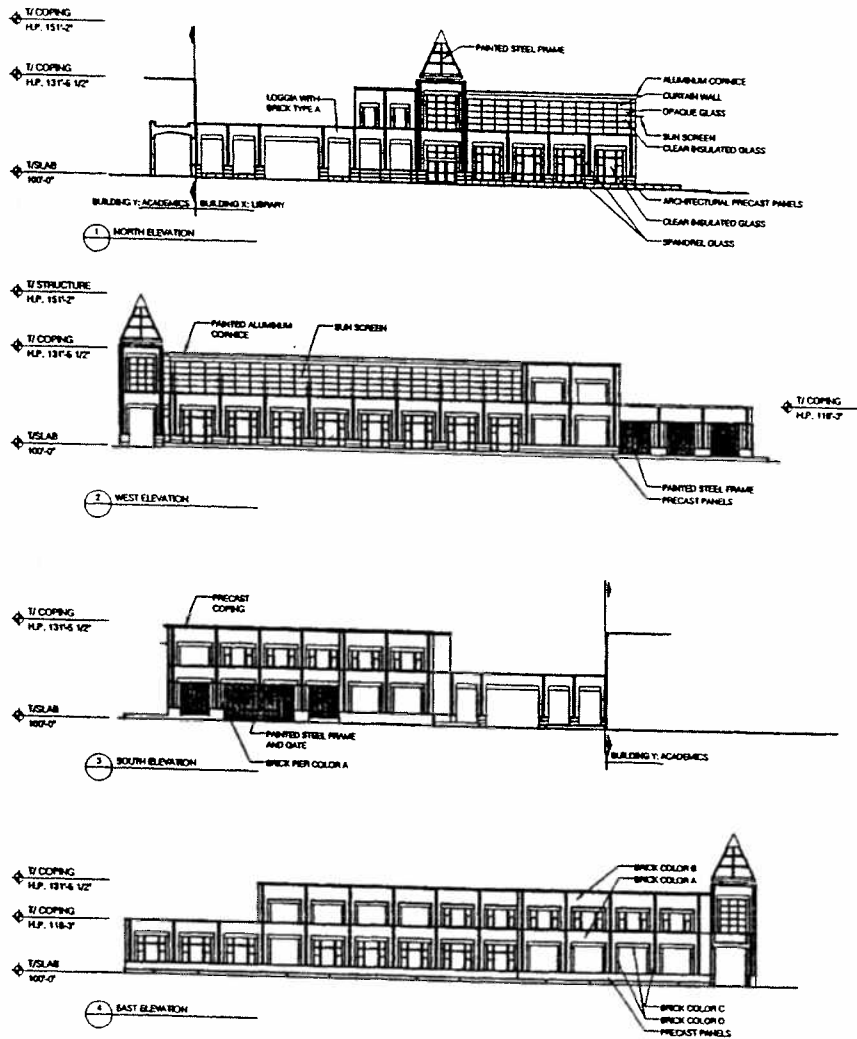 T/ COPING
H.P. 151'-2"
PAINTED STEEL FRAME
T/ COPING
H.P. 131'-6 1/2"
LOGGIA WITH
BRICK TYPE A
ALUMINUM CORNICE
CURTAIN WALL
OPAQUE GLASS
SUN SCREEN
CLEAR INSULATED GLASS
T/SLAB
100'-0"
BUILDING Y: ACADEMICS
BUILDING X: LIBRARY
ARCHITECTURAL PRECAST PANELS
CLEAR INSULATED GLASS
SPANDREL GLASS
1 NORTH ELEVATION
T/ STRUCTURE
H.P. 151'-2"
PAINTED ALUMINUM
CORNICE
SUN SCREEN
T/ COPING
H.P. 131'-6 1/2"
T/ COPING
H.P. 118'-3"
T/SLAB
100'-0"
PAINTED STEEL FRAME
PRECAST PANELS
2 WEST ELEVATION
PRECAST
COPING
T/ COPING
H.P. 131'-6 1/2"
T/SLAB
100'-0"
PAINTED STEEL FRAME
AND GATE
BRICK PIER COLOR A
BUILDING Y: ACADEMICS
3 SOUTH ELEVATION
T/ COPING
H.P. 131'-6 1/2"
BRICK COLOR B
BRICK COLOR A
T/ COPING
H.P. 118'-3"
T/SLAB
100'-0"
BRICK COLOR C
BRICK COLOR D
PRECAST PANELS
4 EAST ELEVATION